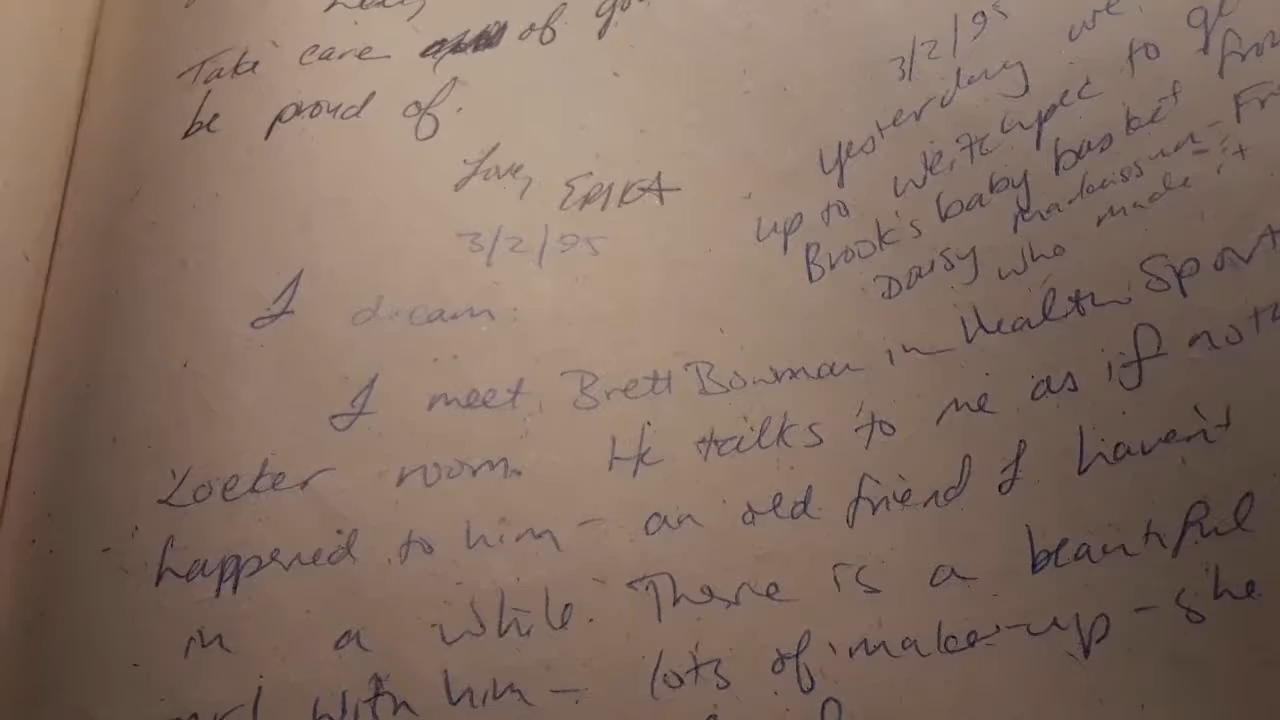 Take care of
be proud of.
Love, ERIKA
3/2/95
I dream:
I meet Brett Bowman in Health Sport
Locker room. He talks to me as if
happened to him - an old friend I haven't
in a while. There is a beautiful
with him - lots of make-up - she
3/2/95
Yesterday we
up to Weitchpec to
Brook's baby basket from
Daisy
who made it